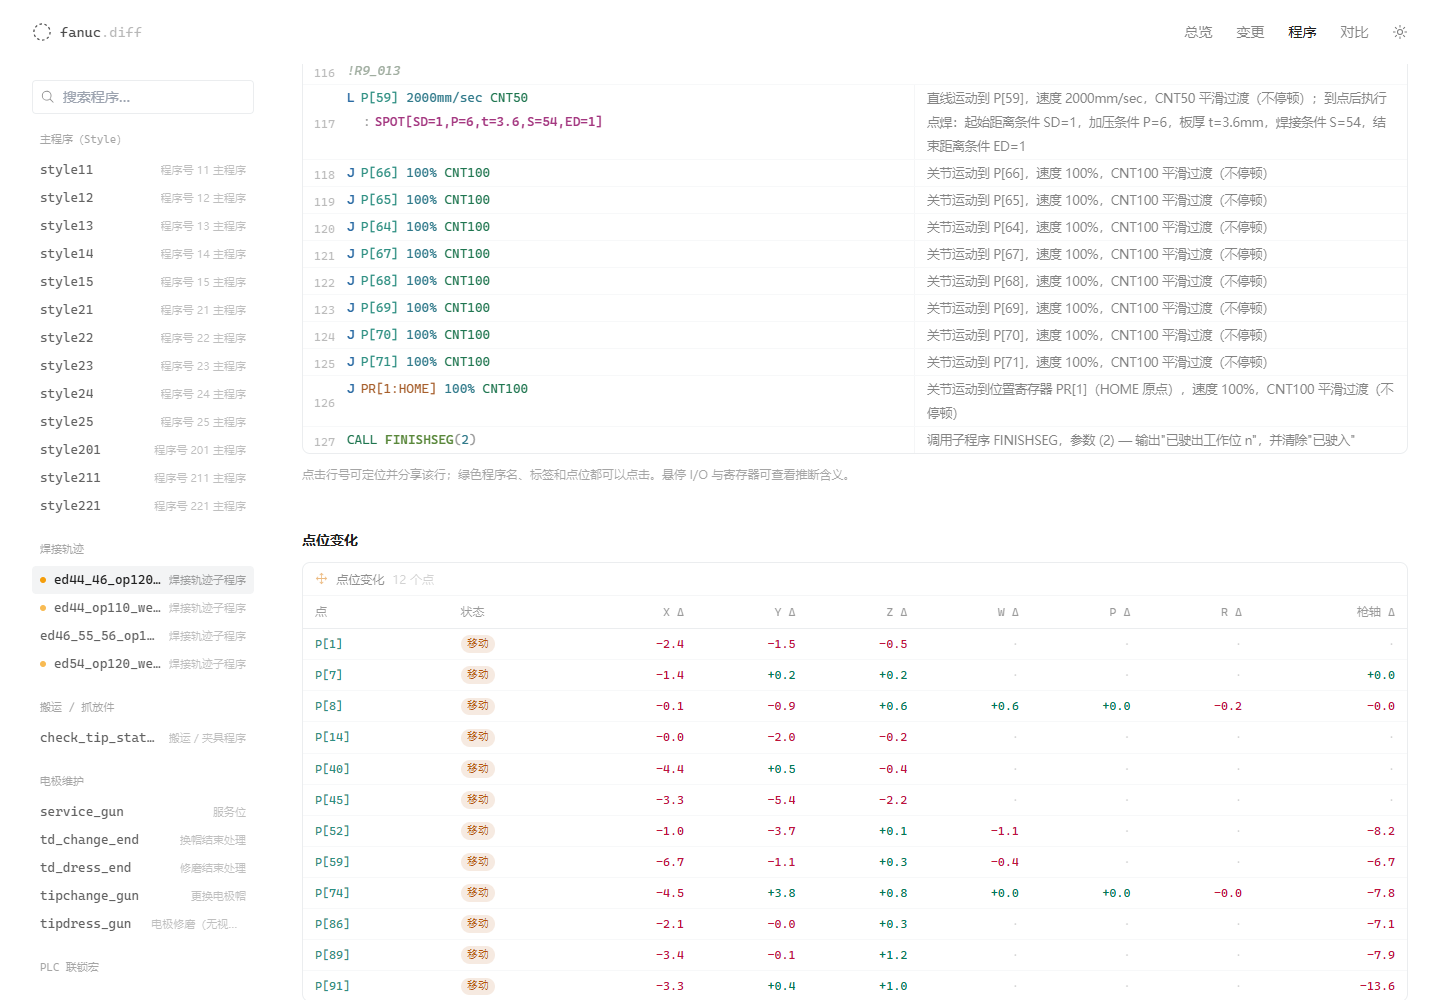 fanuc.diff
总览 变更 程序 对比
搜索程序...
主程序（Style）
style11 程序号 11 主程序
style12 程序号 12 主程序
style13 程序号 13 主程序
style14 程序号 14 主程序
style15 程序号 15 主程序
style21 程序号 21 主程序
style22 程序号 22 主程序
style23 程序号 23 主程序
style24 程序号 24 主程序
style25 程序号 25 主程序
style201 程序号 201 主程序
style211 程序号 211 主程序
style221 程序号 221 主程序
焊接轨迹
ed44_46_op120… 焊接轨迹子程序
ed44_op110_we… 焊接轨迹子程序
ed46_55_56_op1… 焊接轨迹子程序
ed54_op120_we… 焊接轨迹子程序
搬运 / 抓放件
check_tip_stat… 搬运 / 夹具程序
电极维护
service_gun 服务位
td_change_end 换帽结束处理
td_dress_end 修磨结束处理
tipchange_gun 更换电极帽
tipdress_gun 电极修磨（无视…
PLC 联锁宏
116 !R9_013
117 L P[59] 2000mm/sec CNT50
: SPOT[SD=1,P=6,t=3.6,S=54,ED=1]
直线运动到 P[59]，速度 2000mm/sec，CNT50 平滑过渡（不停顿）；到点后执行
点焊：起始距离条件 SD=1，加压条件 P=6，板厚 t=3.6mm，焊接条件 S=54，结
束距离条件 ED=1
118 J P[66] 100% CNT100 关节运动到 P[66]，速度 100%，CNT100 平滑过渡（不停顿）
119 J P[65] 100% CNT100 关节运动到 P[65]，速度 100%，CNT100 平滑过渡（不停顿）
120 J P[64] 100% CNT100 关节运动到 P[64]，速度 100%，CNT100 平滑过渡（不停顿）
121 J P[67] 100% CNT100 关节运动到 P[67]，速度 100%，CNT100 平滑过渡（不停顿）
122 J P[68] 100% CNT100 关节运动到 P[68]，速度 100%，CNT100 平滑过渡（不停顿）
123 J P[69] 100% CNT100 关节运动到 P[69]，速度 100%，CNT100 平滑过渡（不停顿）
124 J P[70] 100% CNT100 关节运动到 P[70]，速度 100%，CNT100 平滑过渡（不停顿）
125 J P[71] 100% CNT100 关节运动到 P[71]，速度 100%，CNT100 平滑过渡（不停顿）
126 J PR[1:HOME] 100% CNT100 关节运动到位置寄存器 PR[1]（HOME 原点），速度 100%，CNT100 平滑过渡（不
停顿）
127 CALL FINISHSEG(2) 调用子程序 FINISHSEG，参数 (2) — 输出"已驶出工作位 n"，并清除"已驶入"
点击行号可定位并分享该行；绿色程序名、标签和点位都可以点击。悬停 I/O 与寄存器可查看推断含义。
点位变化
点位变化 12 个点
点 状态 X Δ Y Δ Z Δ W Δ P Δ R Δ 枪轴 Δ
P[1] 移动 −2.4 −1.5 −0.5 · · · ·
P[7] 移动 −1.4 +0.2 +0.2 · · · +0.0
P[8] 移动 −0.1 −0.9 +0.6 +0.6 +0.0 −0.2 −0.0
P[14] 移动 −0.0 −2.0 −0.2 · · · ·
P[40] 移动 −4.4 +0.5 −0.4 · · · ·
P[45] 移动 −3.3 −5.4 −2.2 · · · ·
P[52] 移动 −1.0 −3.7 +0.1 −1.1 · · −8.2
P[59] 移动 −6.7 −1.1 +0.3 −0.4 · · −6.7
P[74] 移动 −4.5 +3.8 +0.8 +0.0 +0.0 −0.0 −7.8
P[86] 移动 −2.1 −0.0 +0.3 · · · −7.1
P[89] 移动 −3.4 −0.1 +1.2 · · · −7.9
P[91] 移动 −3.3 +0.4 +1.0 · · · −13.6